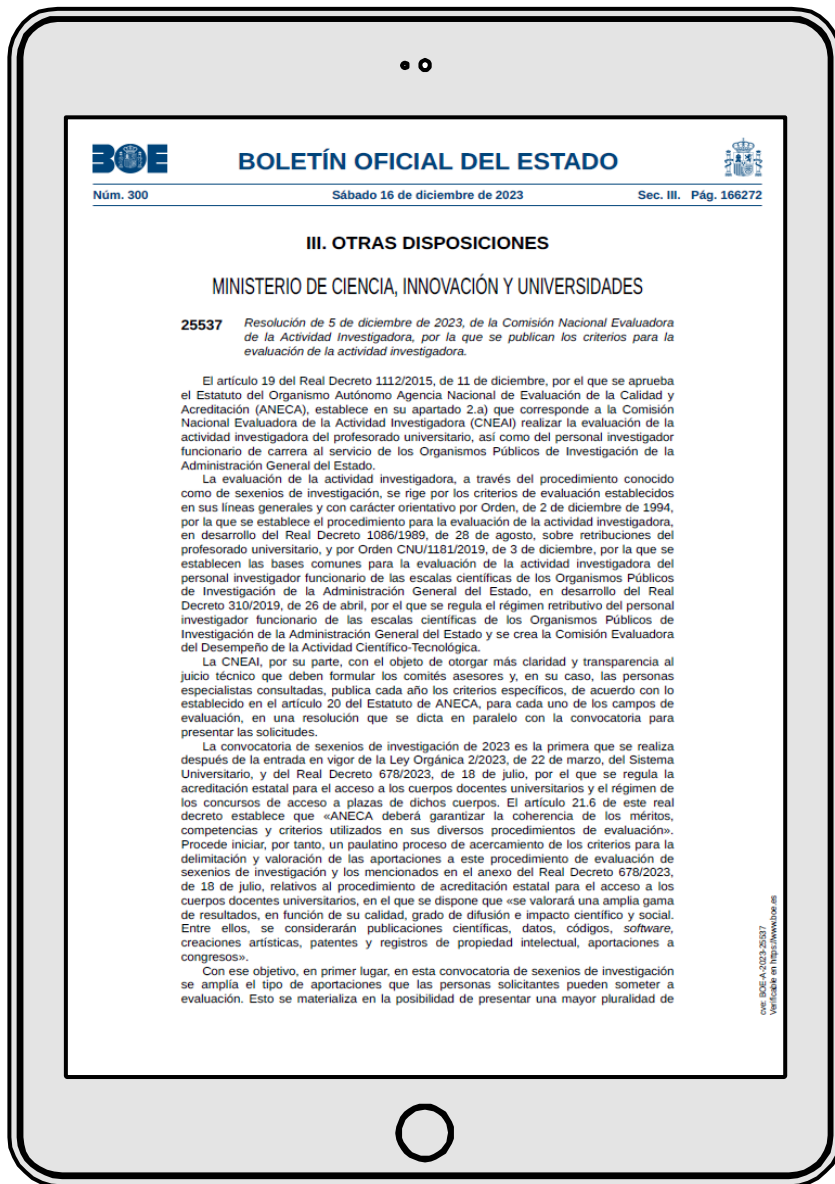 BOE
BOLETÍN OFICIAL DEL ESTADO
Núm. 300 Sábado 16 de diciembre de 2023 Sec. III. Pág. 166272
III. OTRAS DISPOSICIONES
MINISTERIO DE CIENCIA, INNOVACIÓN Y UNIVERSIDADES
25537 Resolución de 5 de diciembre de 2023, de la Comisión Nacional Evaluadora
de la Actividad Investigadora, por la que se publican los criterios para la
evaluación de la actividad investigadora.
El artículo 19 del Real Decreto 1112/2015, de 11 de diciembre, por el que se aprueba
el Estatuto del Organismo Autónomo Agencia Nacional de Evaluación de la Calidad y
Acreditación (ANECA), establece en su apartado 2.a) que corresponde a la Comisión
Nacional Evaluadora de la Actividad Investigadora (CNEAI) realizar la evaluación de la
actividad investigadora del profesorado universitario, así como del personal investigador
funcionario de carrera al servicio de los Organismos Públicos de Investigación de la
Administración General del Estado.
La evaluación de la actividad investigadora, a través del procedimiento conocido
como de sexenios de investigación, se rige por los criterios de evaluación establecidos
en sus líneas generales y con carácter orientativo por Orden, de 2 de diciembre de 1994,
por la que se establece el procedimiento para la evaluación de la actividad investigadora,
en desarrollo del Real Decreto 1086/1989, de 28 de agosto, sobre retribuciones del
profesorado universitario, y por Orden CNU/1181/2019, de 3 de diciembre, por la que se
establecen las bases comunes para la evaluación de la actividad investigadora del
personal investigador funcionario de las escalas científicas de los Organismos Públicos
de Investigación de la Administración General del Estado, en desarrollo del Real
Decreto 310/2019, de 26 de abril, por el que se regula el régimen retributivo del personal
investigador funcionario de las escalas científicas de los Organismos Públicos de
Investigación de la Administración General del Estado y se crea la Comisión Evaluadora
del Desempeño de la Actividad Científico-Tecnológica.
La CNEAI, por su parte, con el objeto de otorgar más claridad y transparencia al
juicio técnico que deben formular los comités asesores y, en su caso, las personas
especialistas consultadas, publica cada año los criterios específicos, de acuerdo con lo
establecido en el artículo 20 del Estatuto de ANECA, para cada uno de los campos de
evaluación, en una resolución que se dicta en paralelo con la convocatoria para
presentar las solicitudes.
La convocatoria de sexenios de investigación de 2023 es la primera que se realiza
después de la entrada en vigor de la Ley Orgánica 2/2023, de 22 de marzo, del Sistema
Universitario, y del Real Decreto 678/2023, de 18 de julio, por el que se regula la
acreditación estatal para el acceso a los cuerpos docentes universitarios y el régimen de
los concursos de acceso a plazas de dichos cuerpos. El artículo 21.6 de este real
decreto establece que «ANECA deberá garantizar la coherencia de los méritos,
competencias y criterios utilizados en sus diversos procedimientos de evaluación».
Procede iniciar, por tanto, un paulatino proceso de acercamiento de los criterios para la
delimitación y valoración de las aportaciones a este procedimiento de evaluación de
sexenios de investigación y los mencionados en el anexo del Real Decreto 678/2023,
de 18 de julio, relativos al procedimiento de acreditación estatal para el acceso a los
cuerpos docentes universitarios, en el que se dispone que «se valorará una amplia gama
de resultados, en función de su calidad, grado de difusión e impacto científico y social.
Entre ellos, se considerarán publicaciones científicas, datos, códigos, software,
creaciones artísticas, patentes y registros de propiedad intelectual, aportaciones a
congresos».
Con ese objetivo, en primer lugar, en esta convocatoria de sexenios de investigación
se amplía el tipo de aportaciones que las personas solicitantes pueden someter a
evaluación. Esto se materializa en la posibilidad de presentar una mayor pluralidad de
cve: BOE-A-2023-25537
Verificable en https://www.boe.es